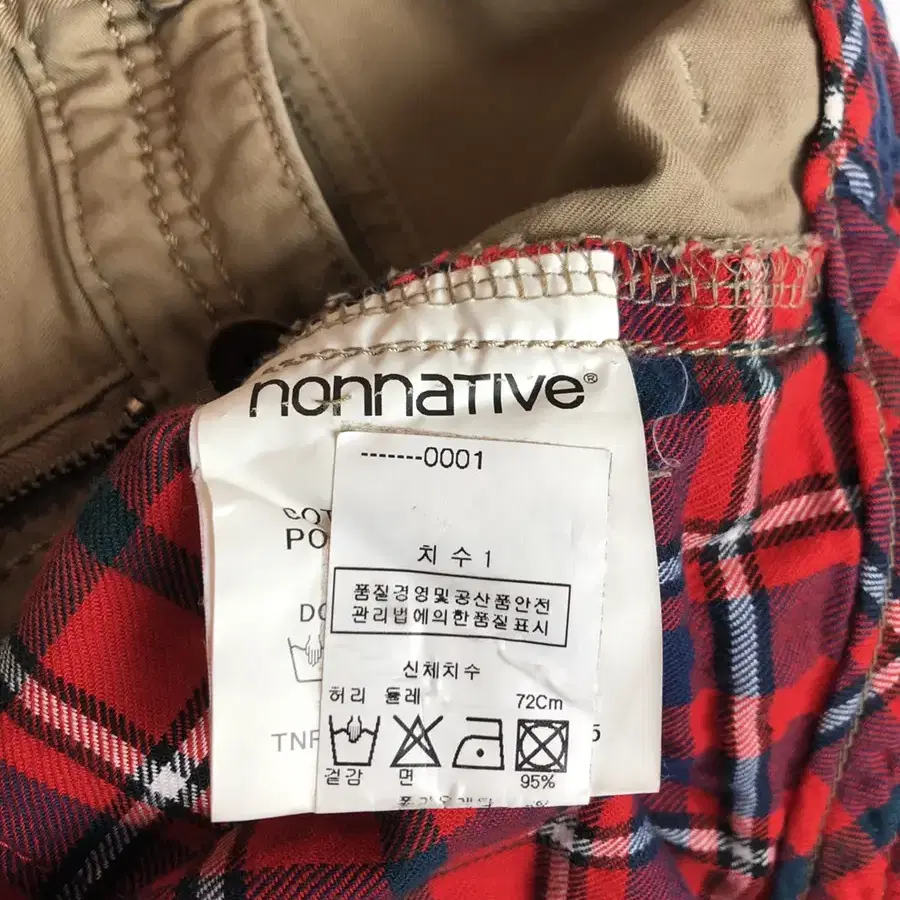 nonnative®
-------0001
COT
PO
치수1
품질경영및공산품안전
관리법에의한품질표시
DO
신체치수
허리 둘레 72Cm
TNF 5
겉감 면 95%